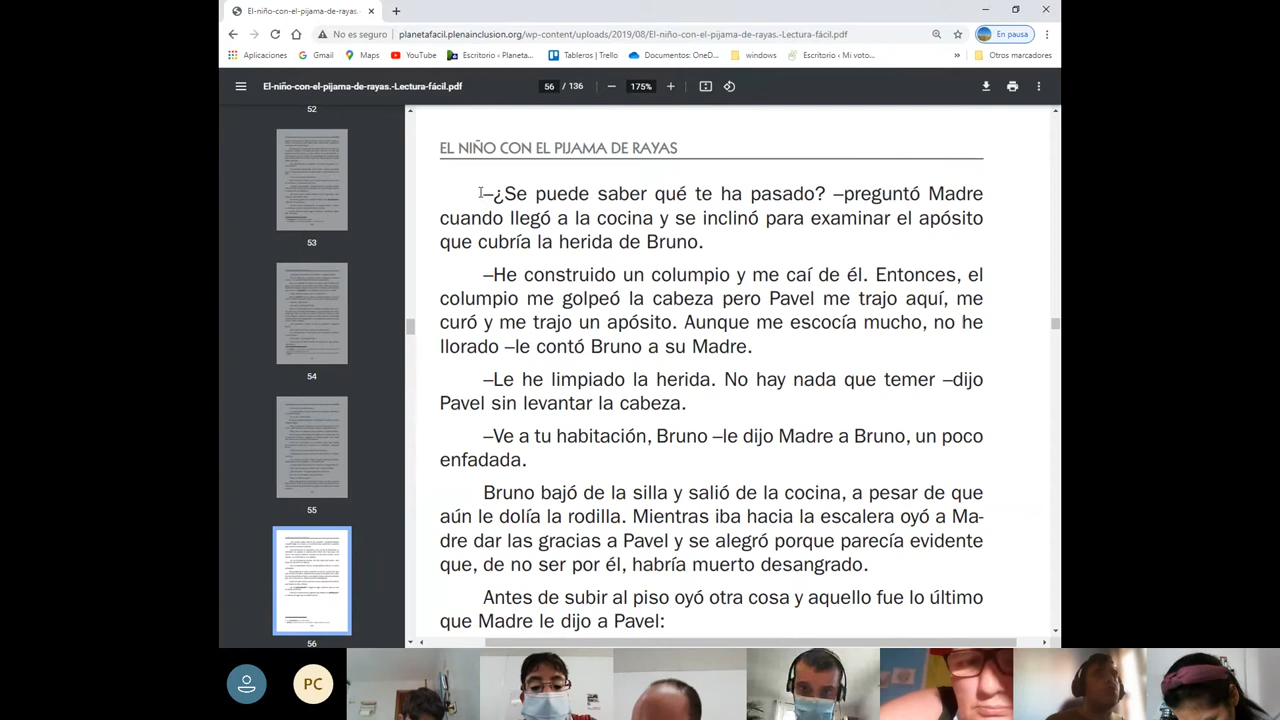 El-niño-con-el-pijama-de-rayas.
No es seguro | planetafacil.plenainclusion.org/wp-content/uploads/2019/08/El-niño-con-el-pijama-de-rayas.-Lectura-fácil.pdf
En pausa
Aplicaciones Gmail Maps YouTube Escritorio < Planeta... Tableros | Trello Documentos: OneD... windows Escritorio < Mi voto... » Otros marcadores
El-niño-con-el-pijama-de-rayas.-Lectura-fácil.pdf 56 / 136 175%
52
53
54
55
56
EL NIÑO CON EL PIJAMA DE RAYAS
–¿Se puede saber qué te ha pasado? –preguntó Madre
cuando llegó a la cocina y se inclinó para examinar el apósito
que cubría la herida de Bruno.
–He construido un columpio y me caí de él. Entonces, el
columpio me golpeó la cabeza pero Pavel me trajo aquí, me
curó y me puso un apósito. Aunque me escocía mucho, no he
llorado –le contó Bruno a su Madre.
–Le he limpiado la herida. No hay nada que temer –dijo
Pavel sin levantar la cabeza.
–Ve a tu habitación, Bruno –le dijo Madre a Bruno, un poco
enfadada.
Bruno bajó de la silla y salió de la cocina, a pesar de que
aún le dolía la rodilla. Mientras iba hacia la escalera oyó a Ma-
dre dar las gracias a Pavel y se alegró porque parecía evidente
que, de no ser por él, habría muerto desangrado.
Antes de subir al piso oyó otra cosa y aquello fue lo último
que Madre le dijo a Pavel:
PC